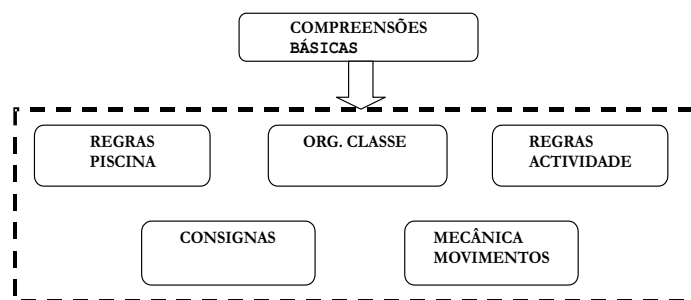 COMPREENSÕES
BÁSICAS
REGRAS
PISCINA
ORG. CLASSE
REGRAS
ACTIVIDADE
CONSIGNAS
MECÂNICA
MOVIMENTOS